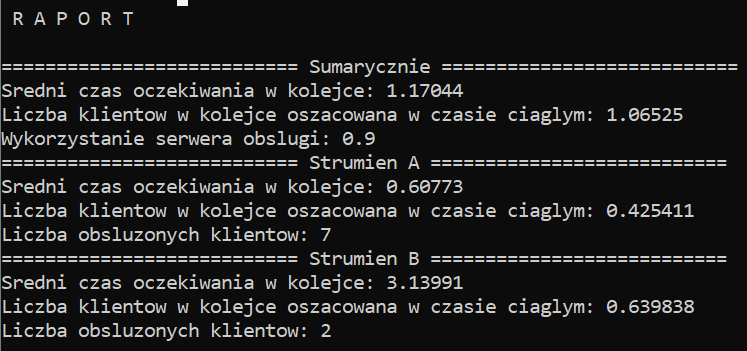 R A P O R T
=========================== Sumarycznie ===========================
Sredni czas oczekiwania w kolejce: 1.17044
Liczba klientow w kolejce oszacowana w czasie ciaglym: 1.06525
Wykorzystanie serwera obslugi: 0.9
=========================== Strumien A ===========================
Sredni czas oczekiwania w kolejce: 0.60773
Liczba klientow w kolejce oszacowana w czasie ciaglym: 0.425411
Liczba obsluzonych klientow: 7
=========================== Strumien B ===========================
Sredni czas oczekiwania w kolejce: 3.13991
Liczba klientow w kolejce oszacowana w czasie ciaglym: 0.639838
Liczba obsluzonych klientow: 2